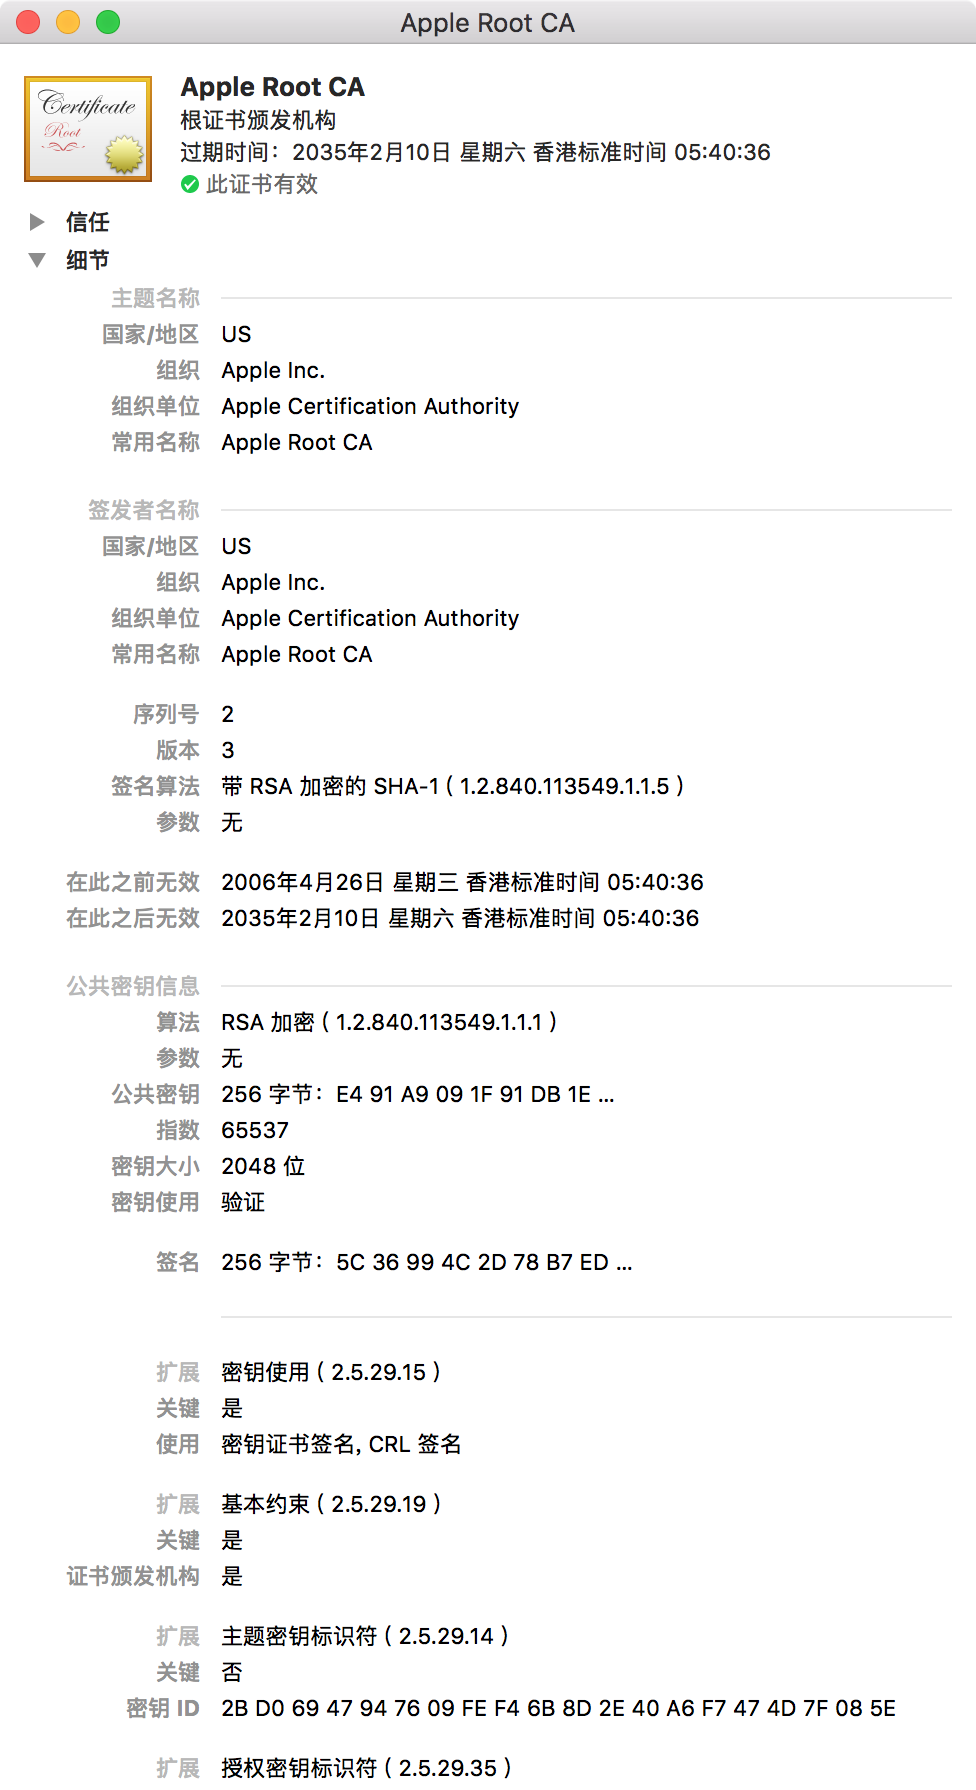 Apple Root CA
Certificate
Root
Apple Root CA
根证书颁发机构
过期时间：2035年2月10日 星期六 香港标准时间 05:40:36
此证书有效
信任
细节
主题名称
国家/地区 US
组织 Apple Inc.
组织单位 Apple Certification Authority
常用名称 Apple Root CA
签发者名称
国家/地区 US
组织 Apple Inc.
组织单位 Apple Certification Authority
常用名称 Apple Root CA
序列号 2
版本 3
签名算法 带 RSA 加密的 SHA-1 ( 1.2.840.113549.1.1.5 )
参数 无
在此之前无效 2006年4月26日 星期三 香港标准时间 05:40:36
在此之后无效 2035年2月10日 星期六 香港标准时间 05:40:36
公共密钥信息
算法 RSA 加密 ( 1.2.840.113549.1.1.1 )
参数 无
公共密钥 256 字节：E4 91 A9 09 1F 91 DB 1E ...
指数 65537
密钥大小 2048 位
密钥使用 验证
签名 256 字节：5C 36 99 4C 2D 78 B7 ED ...
扩展 密钥使用 ( 2.5.29.15 )
关键 是
使用 密钥证书签名, CRL 签名
扩展 基本约束 ( 2.5.29.19 )
关键 是
证书颁发机构 是
扩展 主题密钥标识符 ( 2.5.29.14 )
关键 否
密钥 ID 2B D0 69 47 94 76 09 FE F4 6B 8D 2E 40 A6 F7 47 4D 7F 08 5E
扩展 授权密钥标识符 ( 2.5.29.35 )